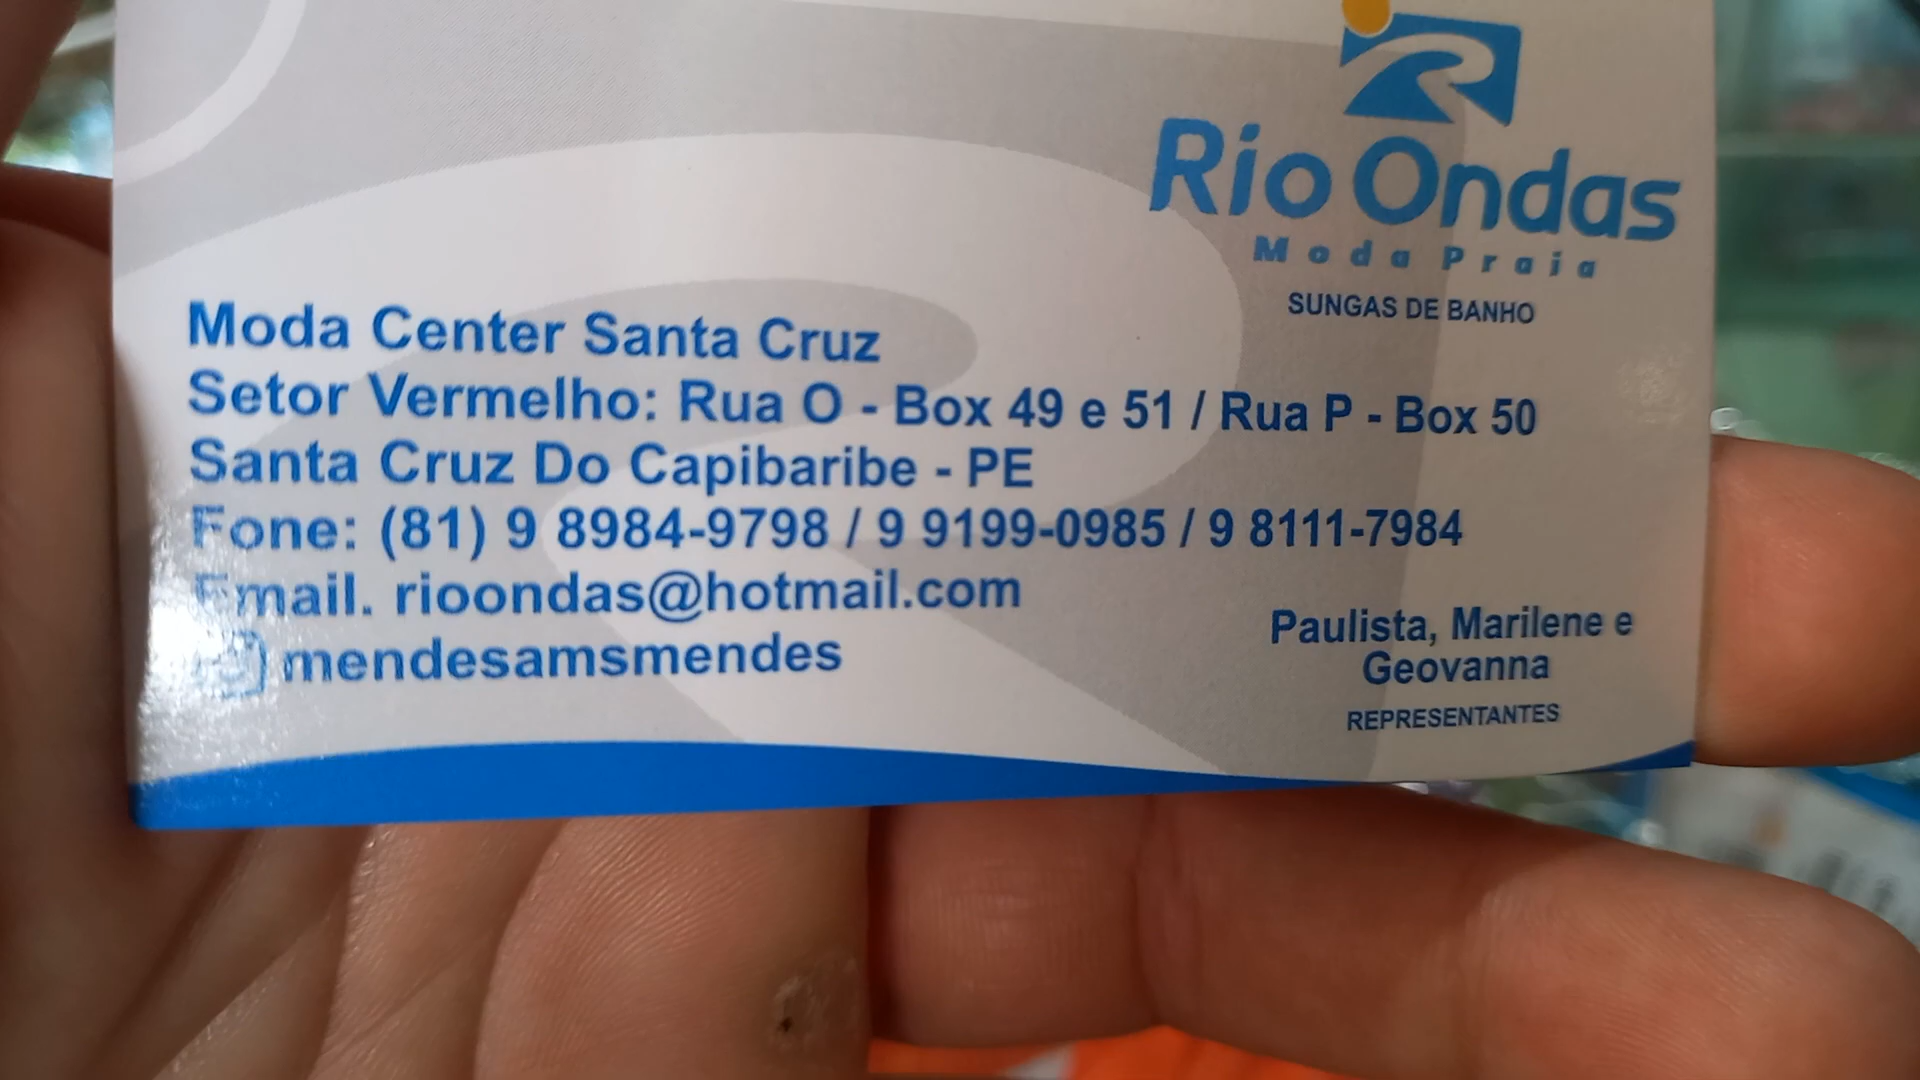 Rio Ondas
Moda Praia
SUNGAS DE BANHO
Moda Center Santa Cruz
Setor Vermelho: Rua O - Box 49 e 51 / Rua P - Box 50
Santa Cruz Do Capibaribe - PE
Fone: (81) 9 8984-9798 / 9 9199-0985 / 9 8111-7984
Email. rioondas@hotmail.com
mendesamsmendes
Paulista, Marilene e
Geovanna
REPRESENTANTES